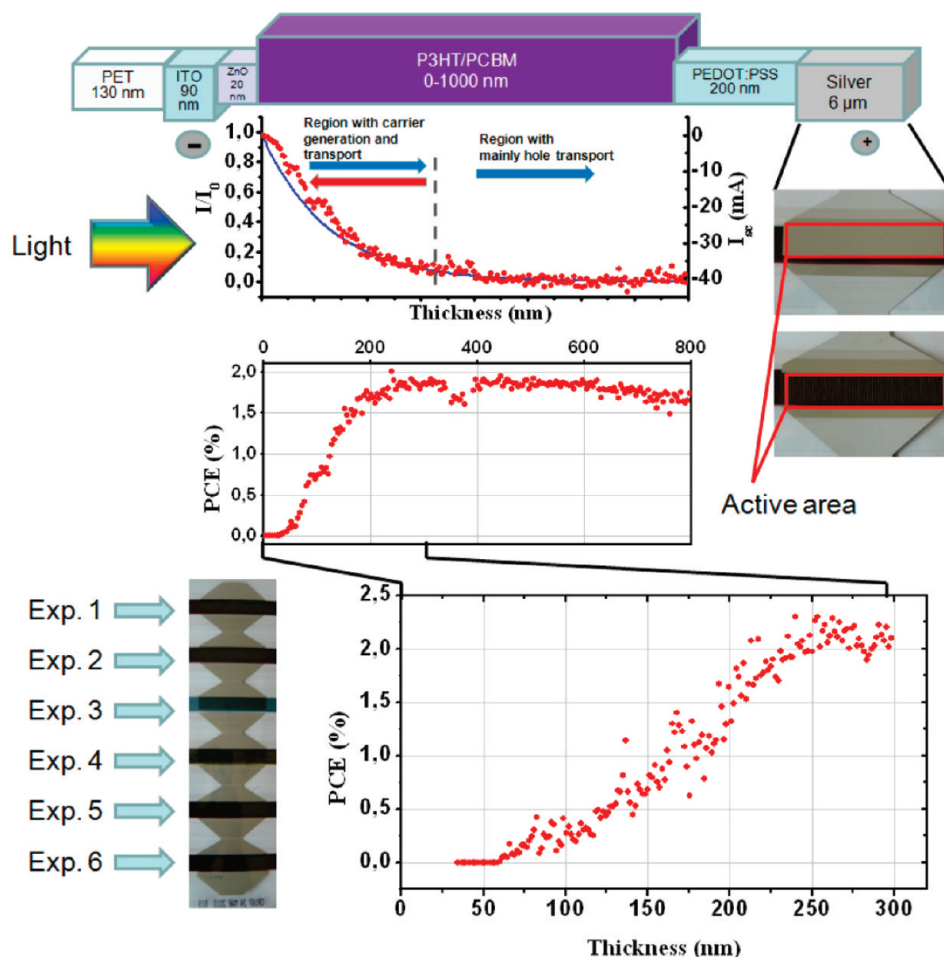 PET
130 nm
ITO
90
nm
ZnO
20
nm
P3HT/PCBM
0-1000 nm
PEDOT:PSS
200 nm
Silver
6 µm
−
+
Light
1,0
0,8
0,6
0,4
0,2
0,0
I/I0
Region with carrier
generation and
transport
Region with
mainly hole transport
0
-10
-20
-30
-40
Isc (mA)
Thickness (nm)
0
200
400
600
800
2,0
1,5
1,0
0,5
0,0
PCE (%)
Active area
Exp. 1
Exp. 2
Exp. 3
Exp. 4
Exp. 5
Exp. 6
2,5
2,0
1,5
1,0
0,5
0,0
PCE (%)
0
50
100
150
200
250
300
Thickness (nm)